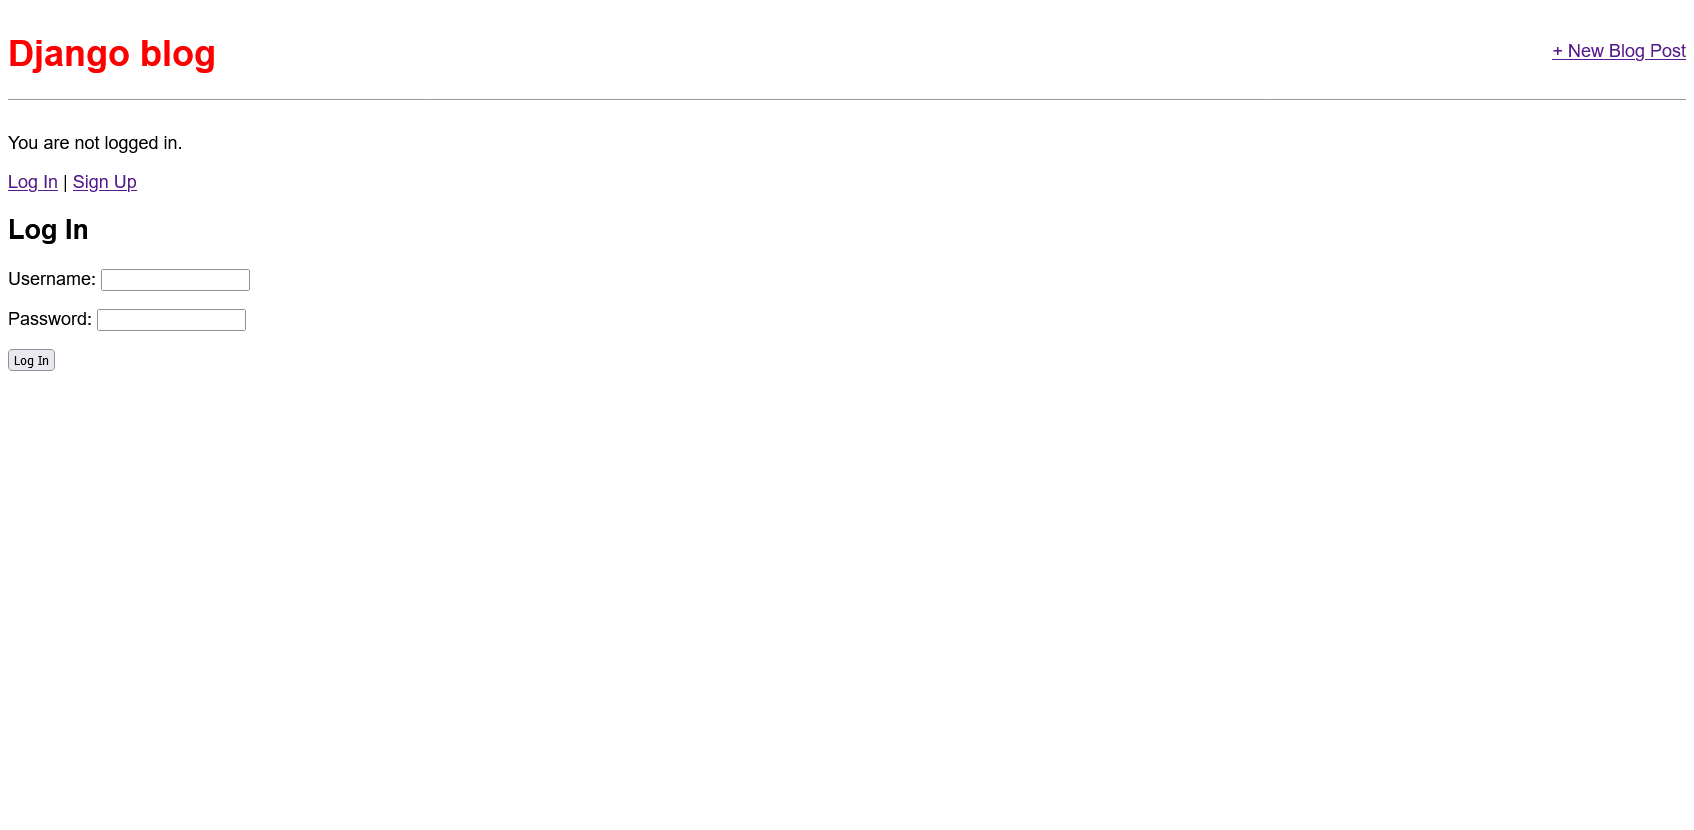 Django blog
+ New Blog Post
You are not logged in.
Log In | Sign Up
Log In
Username:
Password:
Log In